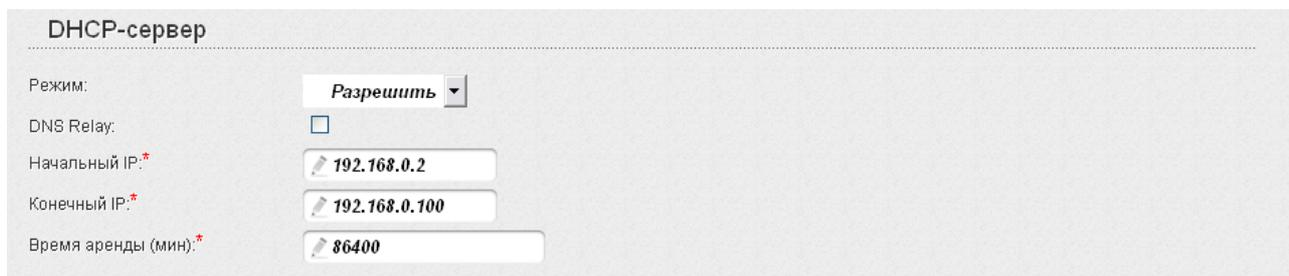 DHCP-сервер
Режим: Разрешить
DNS Relay:
Начальный IP:* 192.168.0.2
Конечный IP:* 192.168.0.100
Время аренды (мин):* 86400